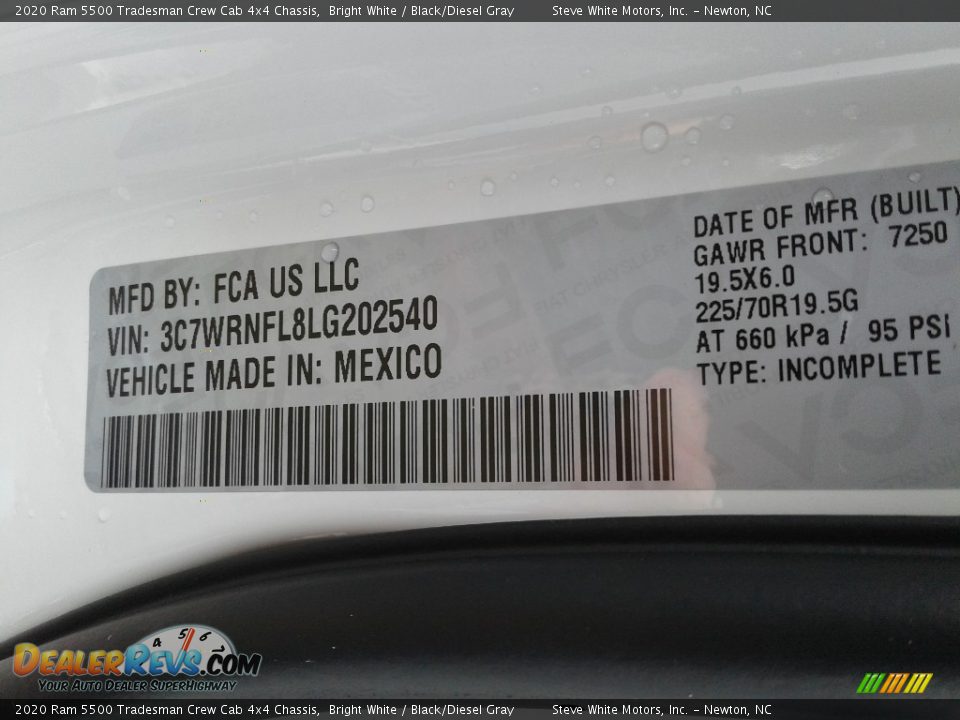 2020 Ram 5500 Tradesman Crew Cab 4x4 Chassis, Bright White / Black/Diesel Gray Steve White Motors, Inc. – Newton, NC
MFD BY: FCA US LLC
VIN: 3C7WRNFL8LG202540
VEHICLE MADE IN: MEXICO
DATE OF MFR (BUILT)
GAWR FRONT: 7250
19.5X6.0
225/70R19.5G
AT 660 kPa / 95 PSi
TYPE: INCOMPLETE
4 5 6
DEALERREVS.COM
YOUR AUTO DEALER SUPERHIGHWAY
2020 Ram 5500 Tradesman Crew Cab 4x4 Chassis, Bright White / Black/Diesel Gray Steve White Motors, Inc. – Newton, NC